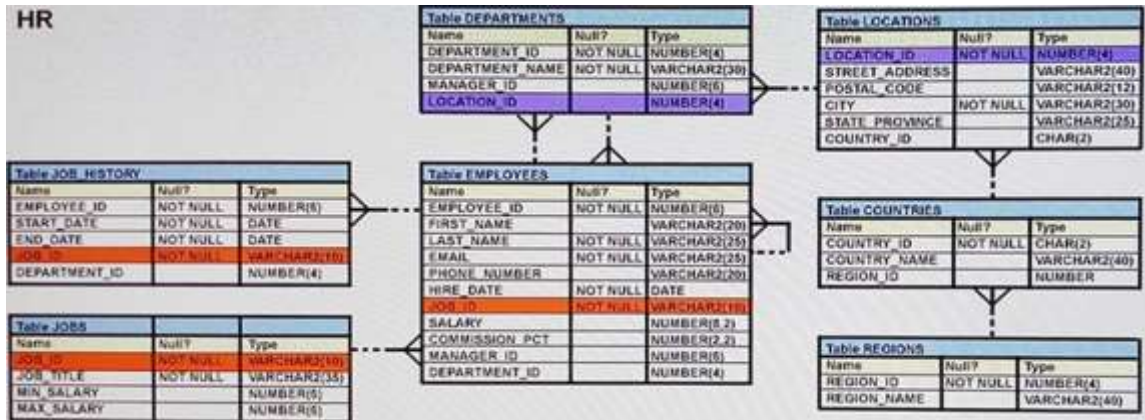 HR
Table DEPARTMENTS
Name Null? Type
DEPARTMENT_ID NOT NULL NUMBER(4)
DEPARTMENT_NAME NOT NULL VARCHAR2(30)
MANAGER_ID NUMBER(6)
LOCATION_ID NUMBER(4)
Table LOCATIONS
Name Null? Type
LOCATION_ID NOT NULL NUMBER(4)
STREET_ADDRESS VARCHAR2(40)
POSTAL_CODE VARCHAR2(12)
CITY NOT NULL VARCHAR2(30)
STATE_PROVINCE VARCHAR2(25)
COUNTRY_ID CHAR(2)
Table JOB_HISTORY
Name Null? Type
EMPLOYEE_ID NOT NULL NUMBER(6)
START_DATE NOT NULL DATE
END_DATE NOT NULL DATE
JOB_ID NOT NULL VARCHAR2(10)
DEPARTMENT_ID NUMBER(4)
Table EMPLOYEES
Name Null? Type
EMPLOYEE_ID NOT NULL NUMBER(6)
FIRST_NAME VARCHAR2(20)
LAST_NAME NOT NULL VARCHAR2(25)
EMAIL NOT NULL VARCHAR2(25)
PHONE_NUMBER VARCHAR2(20)
HIRE_DATE NOT NULL DATE
JOB_ID NOT NULL VARCHAR2(10)
SALARY NUMBER(8,2)
COMMISSION_PCT NUMBER(2,2)
MANAGER_ID NUMBER(6)
DEPARTMENT_ID NUMBER(4)
Table COUNTRIES
Name Null? Type
COUNTRY_ID NOT NULL CHAR(2)
COUNTRY_NAME VARCHAR2(40)
REGION_ID NUMBER
Table JOBS
Name Null? Type
JOB_ID NOT NULL VARCHAR2(10)
JOB_TITLE NOT NULL VARCHAR2(35)
MIN_SALARY NUMBER(6)
MAX_SALARY NUMBER(6)
Table REGIONS
Name Null? Type
REGION_ID NOT NULL NUMBER(4)
REGION_NAME VARCHAR2(40)